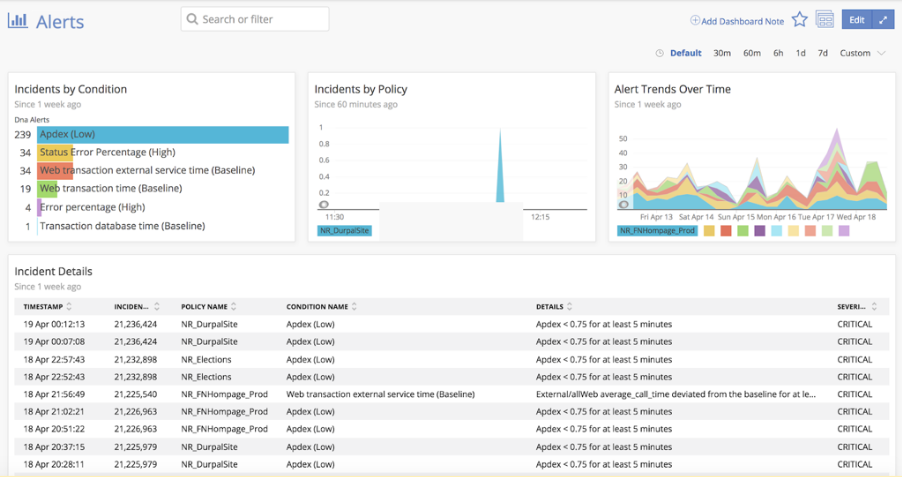 Alerts
Search or filter
Add Dashboard Note
Edit
Default 30m 60m 6h 1d 7d Custom
Incidents by Condition
Since 1 week ago
Dna Alerts
239 Apdex (Low)
34 Status Error Percentage (High)
34 Web transaction external service time (Baseline)
19 Web transaction time (Baseline)
4 Error percentage (High)
1 Transaction database time (Baseline)
Incidents by Policy
Since 60 minutes ago
1
0.8
0.6
0.4
0.2
0
11:30 12:15
NR_DurpalSite
Alert Trends Over Time
Since 1 week ago
50
40
30
20
10
0
Fri Apr 13 Sat Apr 14 Sun Apr 15 Mon Apr 16 Tue Apr 17 Wed Apr 18
NR_FNHompage_Prod
Incident Details
Since 1 week ago
TIMESTAMP INCIDEN... POLICY NAME CONDITION NAME DETAILS SEVERI...
19 Apr 00:12:13 21,236,424 NR_DurpalSite Apdex (Low) Apdex < 0.75 for at least 5 minutes CRITICAL
19 Apr 00:07:08 21,236,424 NR_DurpalSite Apdex (Low) Apdex < 0.75 for at least 5 minutes CRITICAL
18 Apr 22:57:43 21,232,898 NR_Elections Apdex (Low) Apdex < 0.75 for at least 5 minutes CRITICAL
18 Apr 22:52:43 21,232,898 NR_Elections Apdex (Low) Apdex < 0.75 for at least 5 minutes CRITICAL
18 Apr 21:56:49 21,225,540 NR_FNHompage_Prod Web transaction external service time (Baseline) External/allWeb average_call_time deviated from the baseline for at le... CRITICAL
18 Apr 21:02:21 21,226,963 NR_FNHompage_Prod Apdex (Low) Apdex < 0.75 for at least 5 minutes CRITICAL
18 Apr 20:51:22 21,226,963 NR_FNHompage_Prod Apdex (Low) Apdex < 0.75 for at least 5 minutes CRITICAL
18 Apr 20:37:15 21,225,979 NR_DurpalSite Apdex (Low) Apdex < 0.75 for at least 5 minutes CRITICAL
18 Apr 20:28:11 21,225,979 NR_DurpalSite Apdex (Low) Apdex < 0.75 for at least 5 minutes CRITICAL